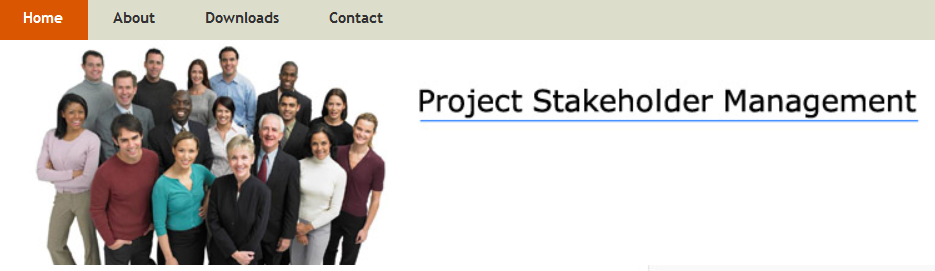 Home About Downloads Contact
Project Stakeholder Management